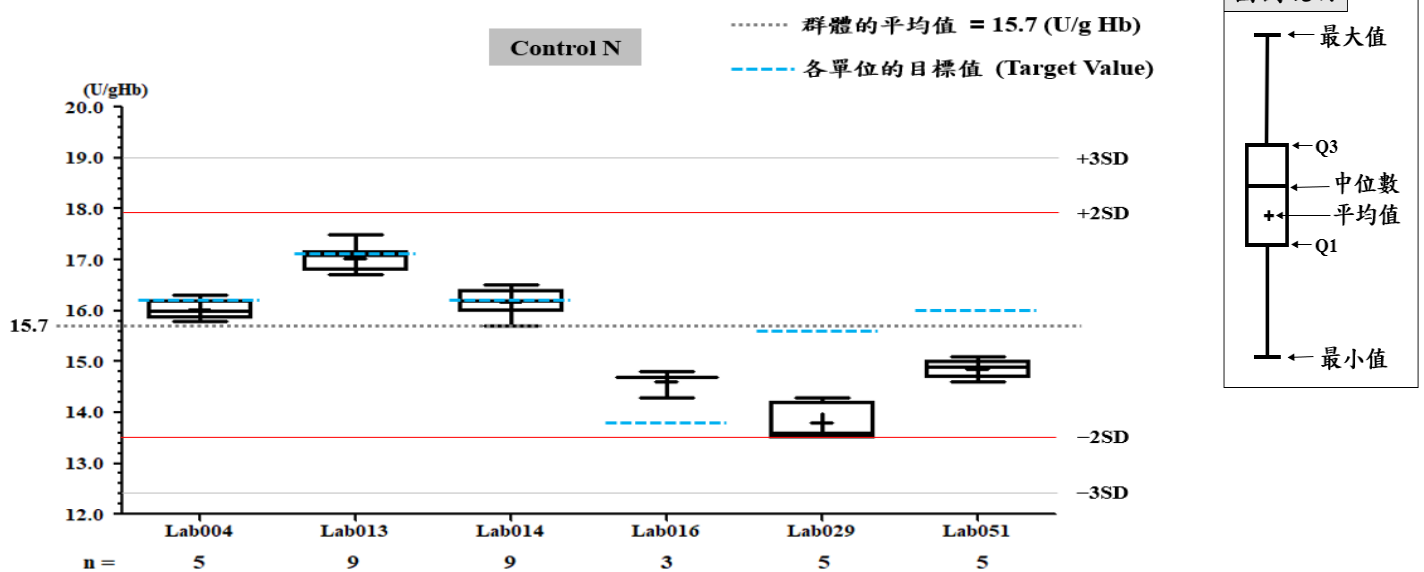 Control N
群體的平均值 = 15.7 (U/g Hb)
各單位的目標值 (Target Value)
(U/gHb)
20.0
19.0
18.0
17.0
16.0
15.7
15.0
14.0
13.0
12.0
+3SD
+2SD
−2SD
−3SD
Lab004 Lab013 Lab014 Lab016 Lab029 Lab051
n = 5 9 9 3 5 5
最大值
Q3
中位數
平均值
Q1
最小值